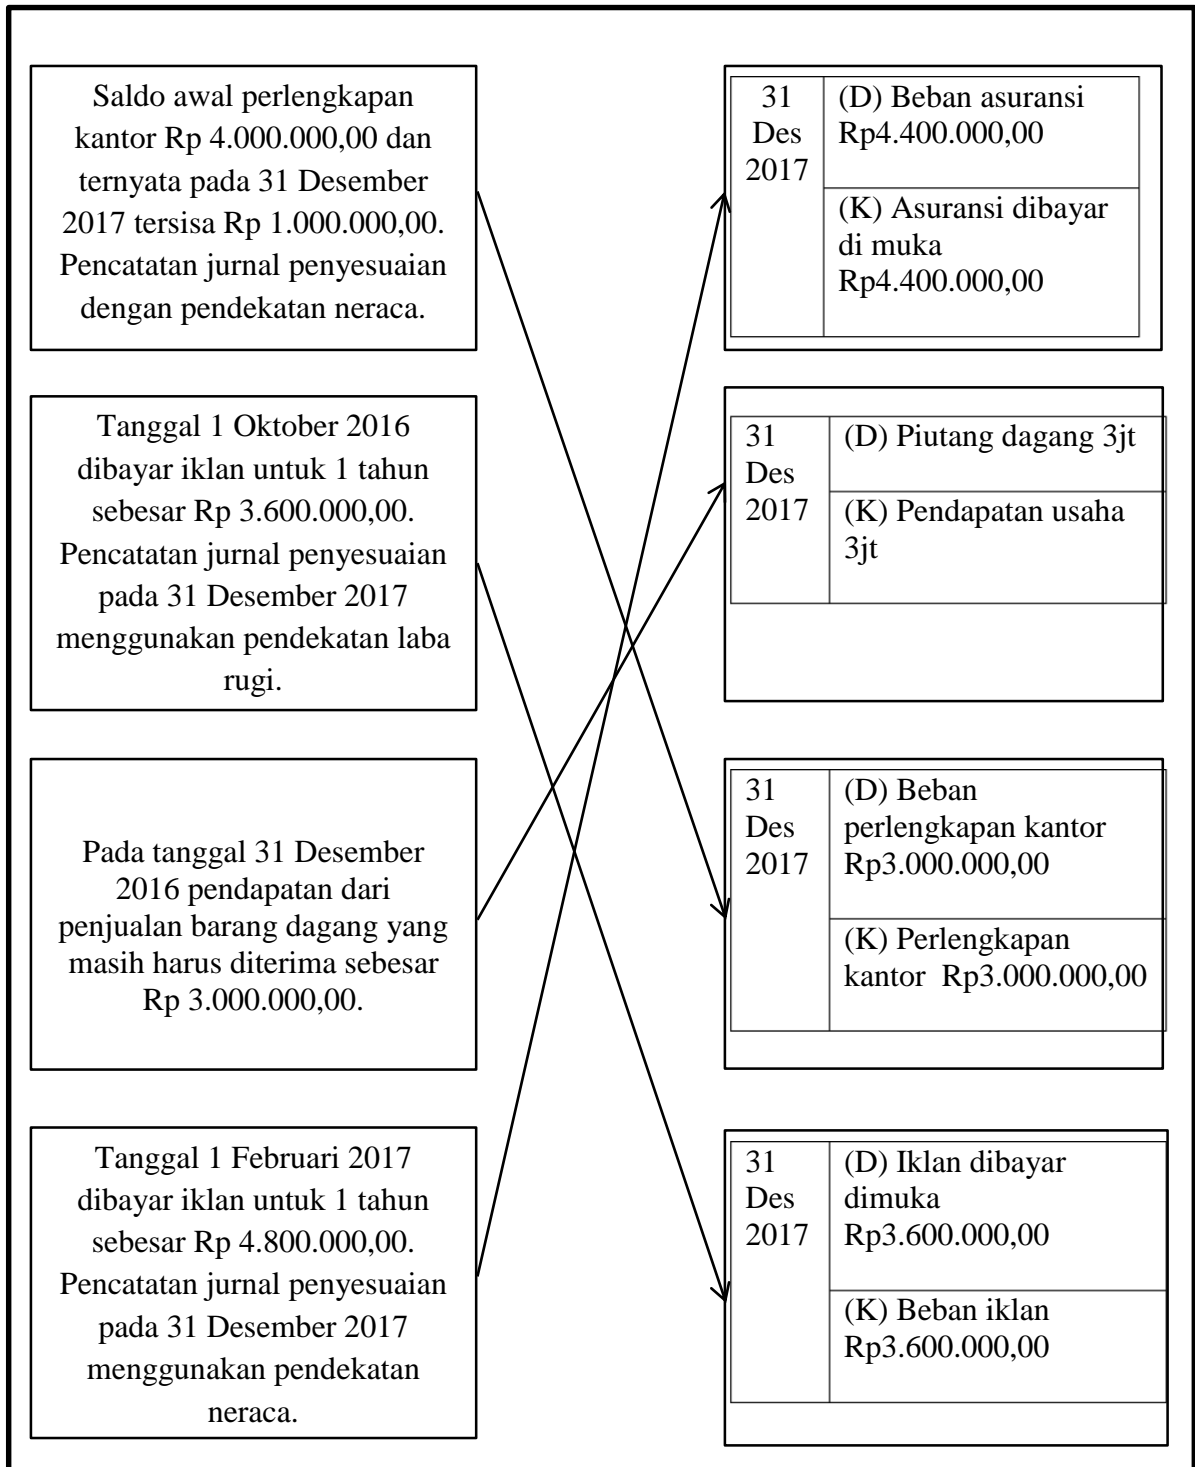 Saldo awal perlengkapan
kantor Rp 4.000.000,00 dan
ternyata pada 31 Desember
2017 tersisa Rp 1.000.000,00.
Pencatatan jurnal penyesuaian
dengan pendekatan neraca.
31
Des
2017
(D) Beban asuransi
Rp4.400.000,00
(K) Asuransi dibayar
di muka
Rp4.400.000,00
Tanggal 1 Oktober 2016
dibayar iklan untuk 1 tahun
sebesar Rp 3.600.000,00.
Pencatatan jurnal penyesuaian
pada 31 Desember 2017
menggunakan pendekatan laba
rugi.
31
Des
2017
(D) Piutang dagang 3jt
(K) Pendapatan usaha
3jt
Pada tanggal 31 Desember
2016 pendapatan dari
penjualan barang dagang yang
masih harus diterima sebesar
Rp 3.000.000,00.
31
Des
2017
(D) Beban
perlengkapan kantor
Rp3.000.000,00
(K) Perlengkapan
kantor Rp3.000.000,00
Tanggal 1 Februari 2017
dibayar iklan untuk 1 tahun
sebesar Rp 4.800.000,00.
Pencatatan jurnal penyesuaian
pada 31 Desember 2017
menggunakan pendekatan
neraca.
31
Des
2017
(D) Iklan dibayar
dimuka
Rp3.600.000,00
(K) Beban iklan
Rp3.600.000,00